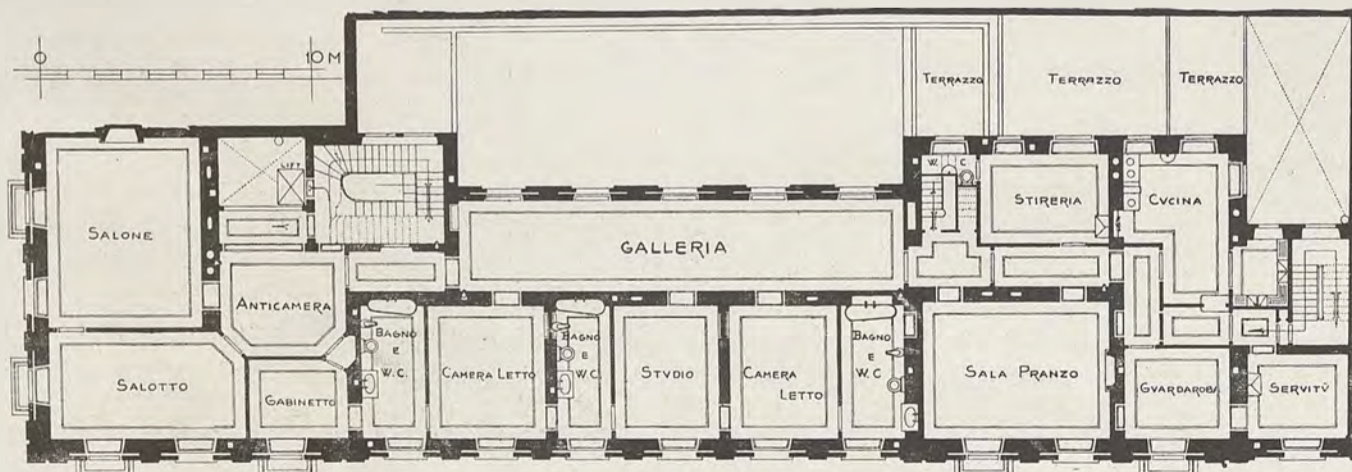 0
10 M
TERRAZZO
TERRAZZO
TERRAZZO
LIFT
W. C
SALONE
STIRERIA
CVCINA
GALLERIA
ANTICAMERA
BAGNO
E
W.C.
CAMERA LETTO
BAGNO
E
W.C.
STVDIO
CAMERA
LETTO
BAGNO
E
W.C
SALA PRANZO
SALOTTO
GABINETTO
GVARDAROBA
SERVITÙ